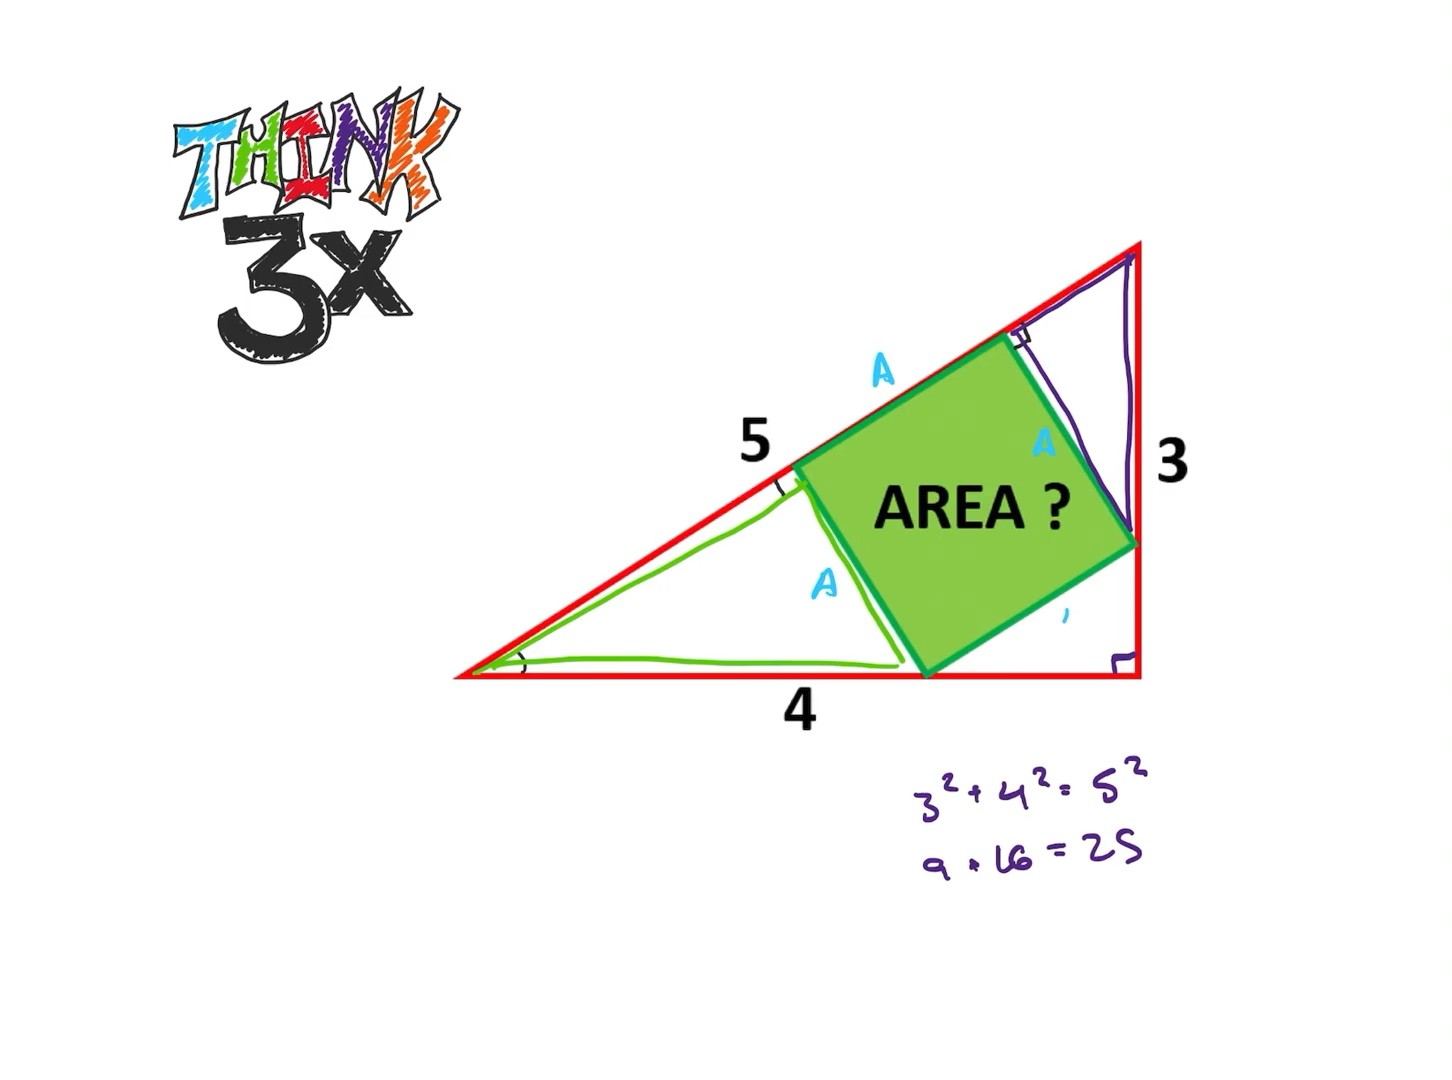 THINK
3x
A
5
A
3
AREA ?
A
4
3² + 4² = 5²
9 + 16 = 25